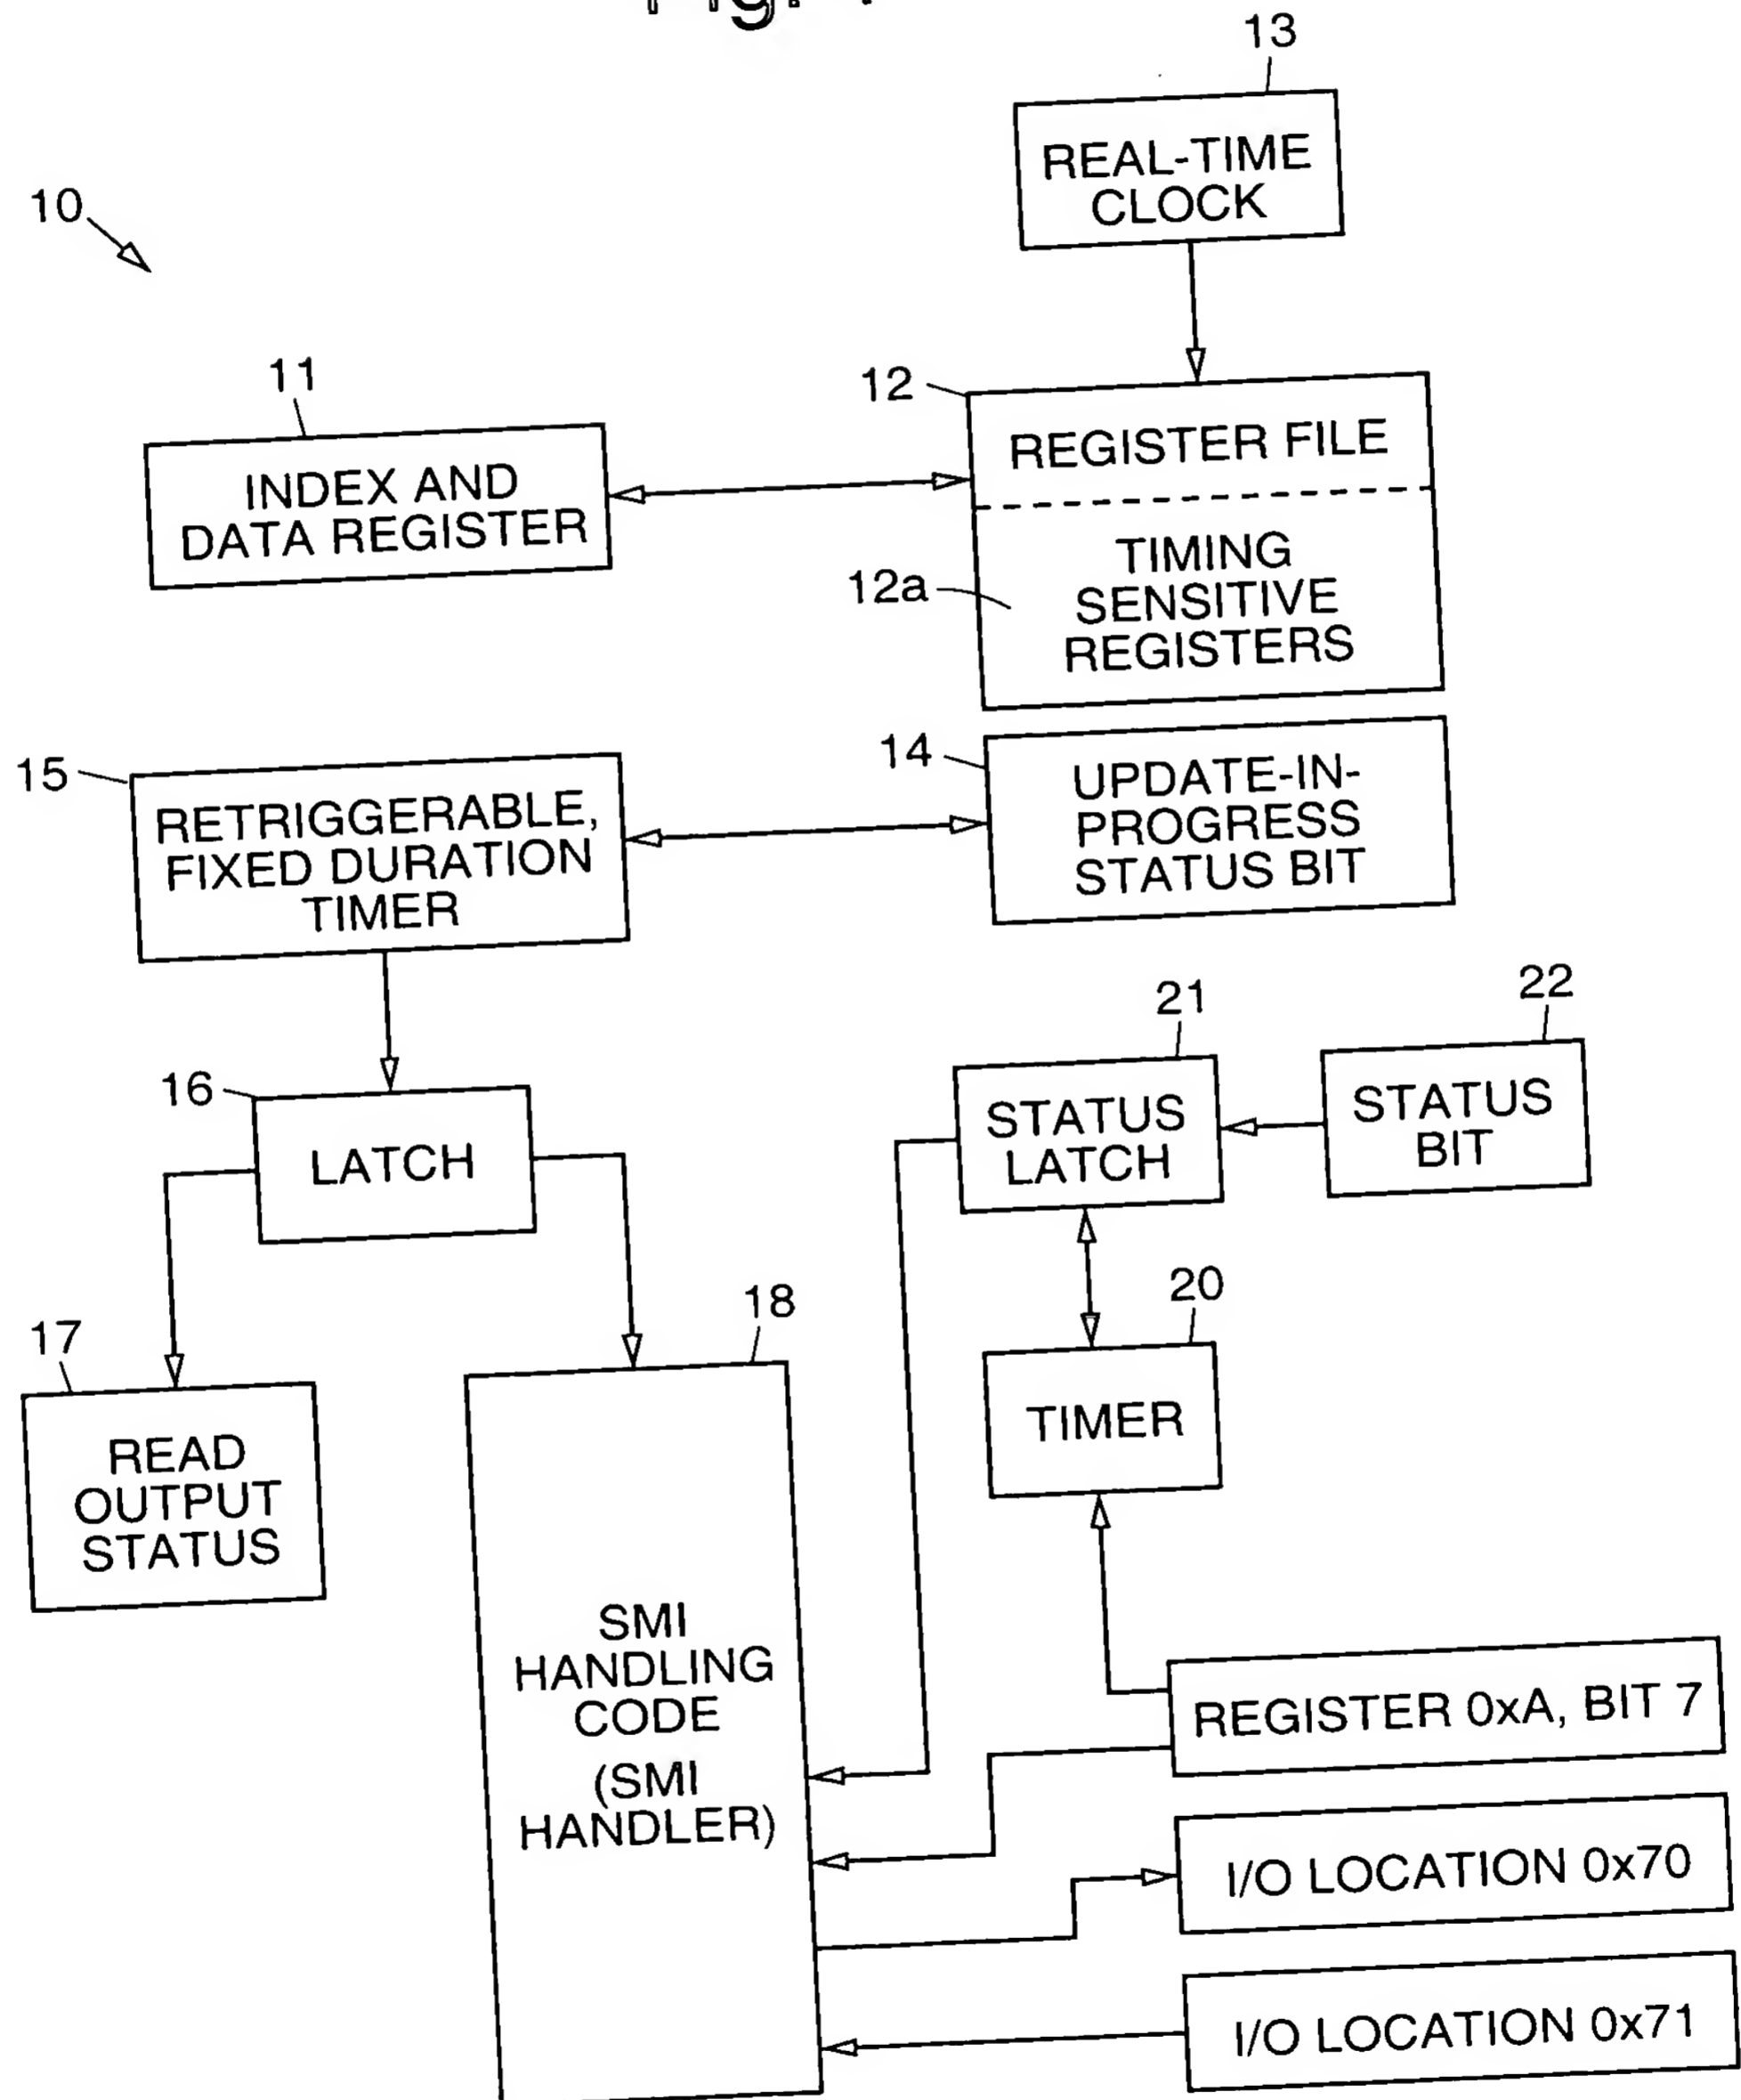 13
REAL-TIME
CLOCK
10
11
12
INDEX AND
DATA REGISTER
REGISTER FILE
12a
TIMING
SENSITIVE
REGISTERS
15
14
RETRIGGERABLE,
FIXED DURATION
TIMER
UPDATE-IN-
PROGRESS
STATUS BIT
16
21
22
LATCH
STATUS
LATCH
STATUS
BIT
17
18
20
READ
OUTPUT
STATUS
TIMER
SMI
HANDLING
CODE
(SMI
HANDLER)
REGISTER 0xA, BIT 7
I/O LOCATION 0x70
I/O LOCATION 0x71